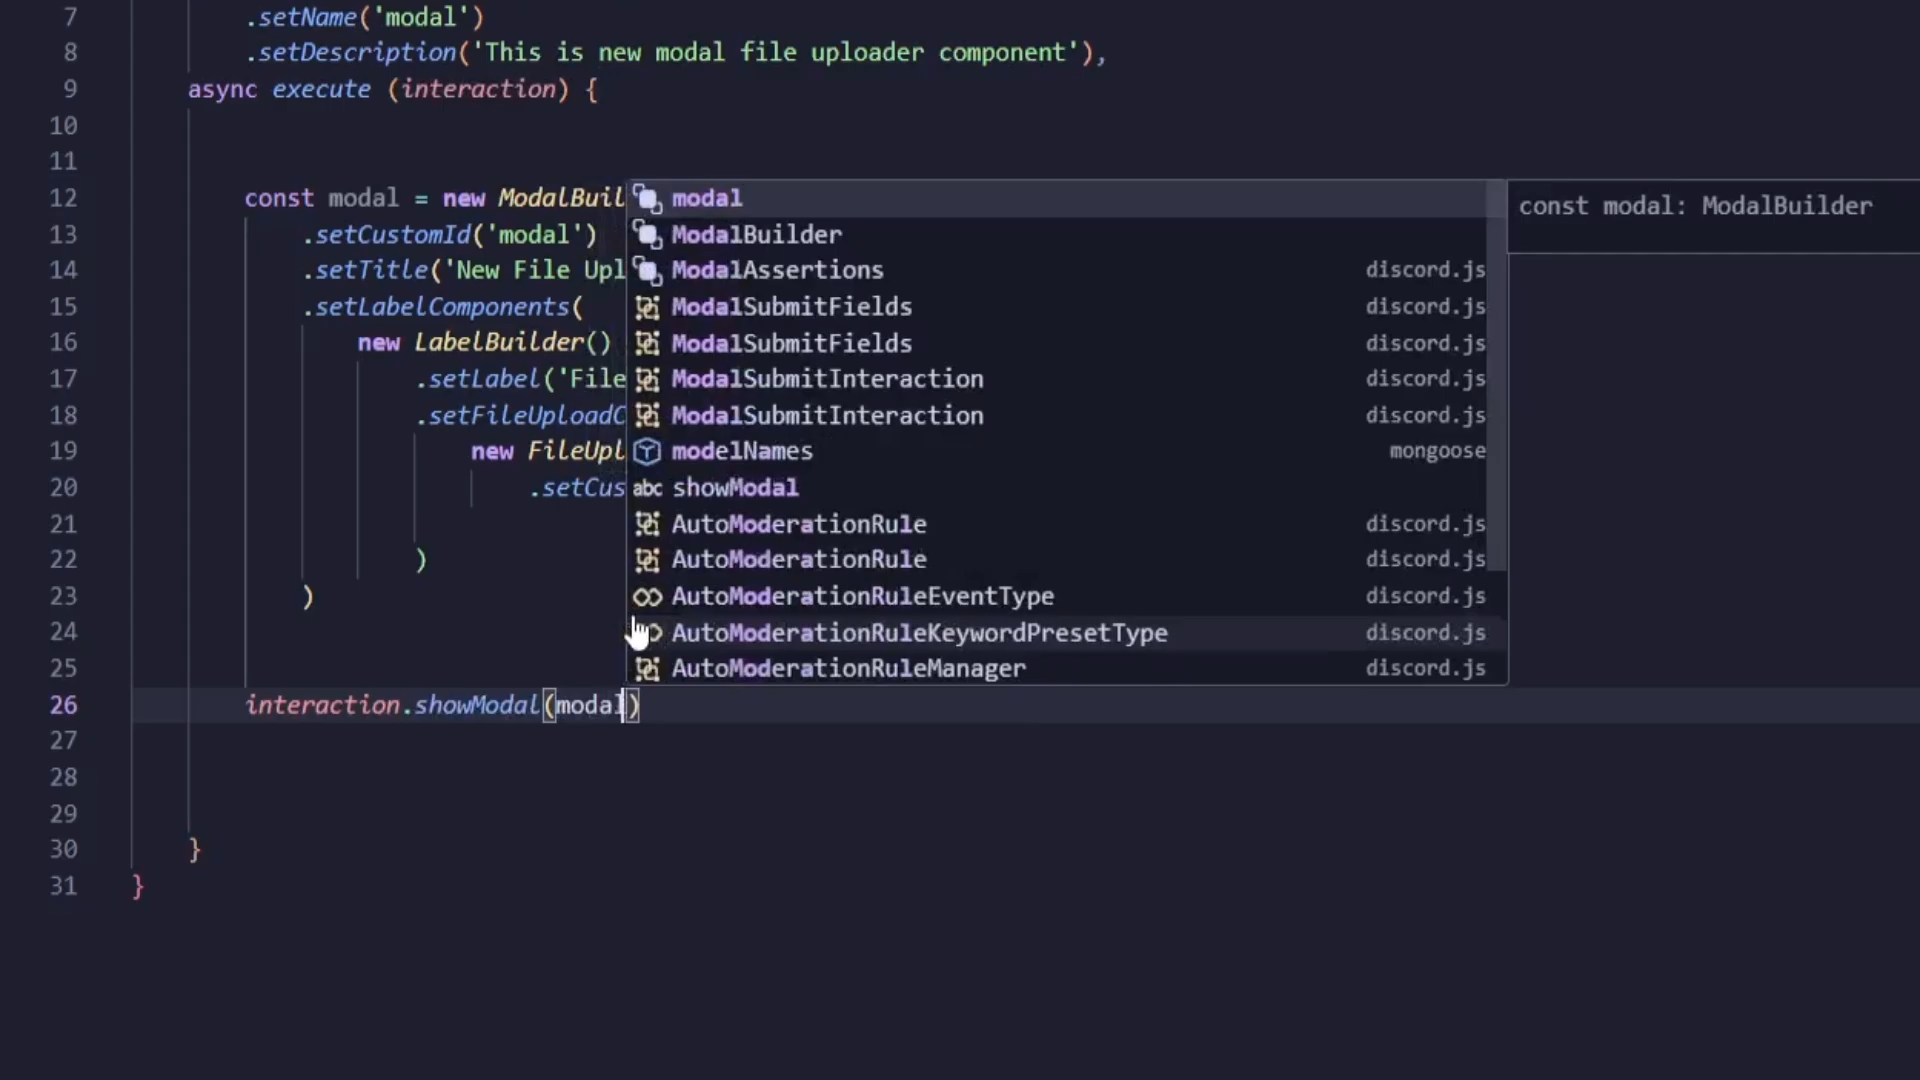 7 .setName('modal')
8 .setDescription('This is new modal file uploader component'),
9 async execute (interaction) {
10
11
12 const modal = new ModalBuil
13 .setCustomId('modal')
14 .setTitle('New File Upl
15 .setLabelComponents(
16 new LabelBuilder()
17 .setLabel('File
18 .setFileUploadC
19 new FileUpl
20 .setCus
21
22 )
23 )
24
25
26 interaction.showModal(modal)
27
28
29
30 }
31 }
modal
ModalBuilder
ModalAssertions discord.js
ModalSubmitFields discord.js
ModalSubmitFields discord.js
ModalSubmitInteraction discord.js
ModalSubmitInteraction discord.js
modelNames mongoose
abc showModal
AutoModerationRule discord.js
AutoModerationRule discord.js
AutoModerationRuleEventType discord.js
AutoModerationRuleKeywordPresetType discord.js
AutoModerationRuleManager discord.js
const modal: ModalBuilder